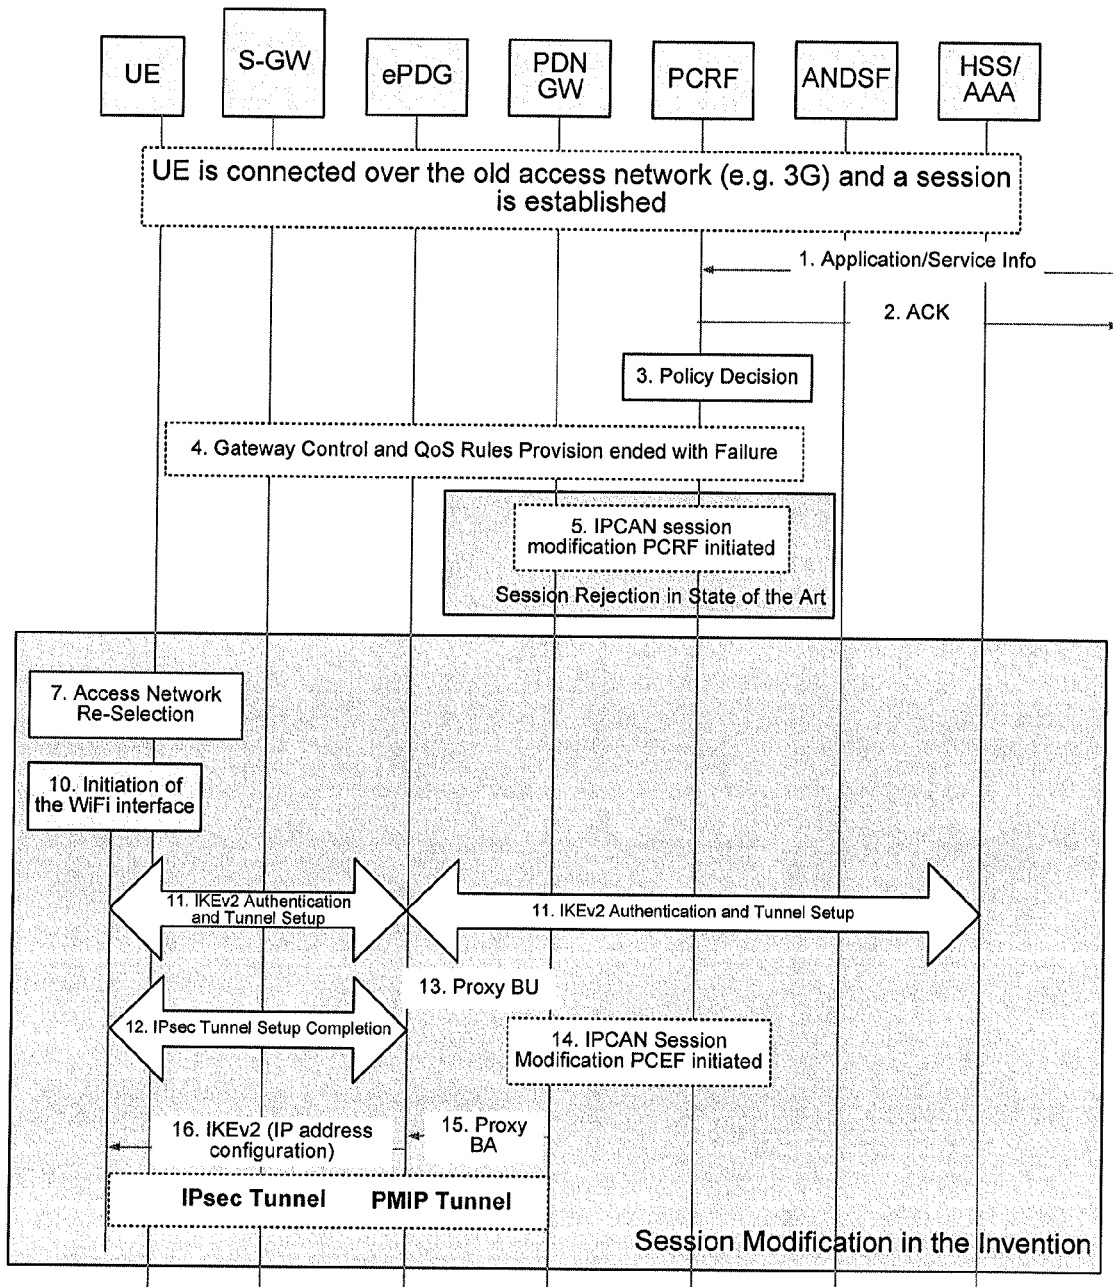 UE
S-GW
ePDG
PDN
GW
PCRF
ANDSF
HSS/
AAA
UE is connected over the old access network (e.g. 3G) and a session
is established
1. Application/Service Info
2. ACK
3. Policy Decision
4. Gateway Control and QoS Rules Provision ended with Failure
5. IPCAN session
modification PCRF initiated
Session Rejection in State of the Art
7. Access Network
Re-Selection
10. Initiation of
the WiFi interface
11. IKEv2 Authentication
and Tunnel Setup
11. IKEv2 Authentication and Tunnel Setup
13. Proxy BU
12. IPsec Tunnel Setup Completion
14. IPCAN Session
Modification PCEF initiated
16. IKEv2 (IP address
configuration)
15. Proxy
BA
IPsec Tunnel
PMIP Tunnel
Session Modification in the Invention